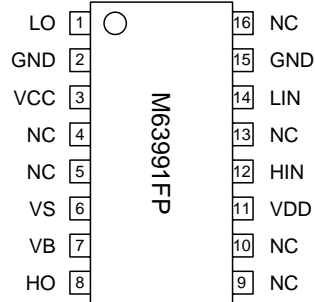 LO 1 16 NC
GND 2 15 GND
VCC 3 14 LIN
NC 4 13 NC
NC 5 12 HIN
VS 6 11 VDD
VB 7 10 NC
HO 8 9 NC
M63991FP